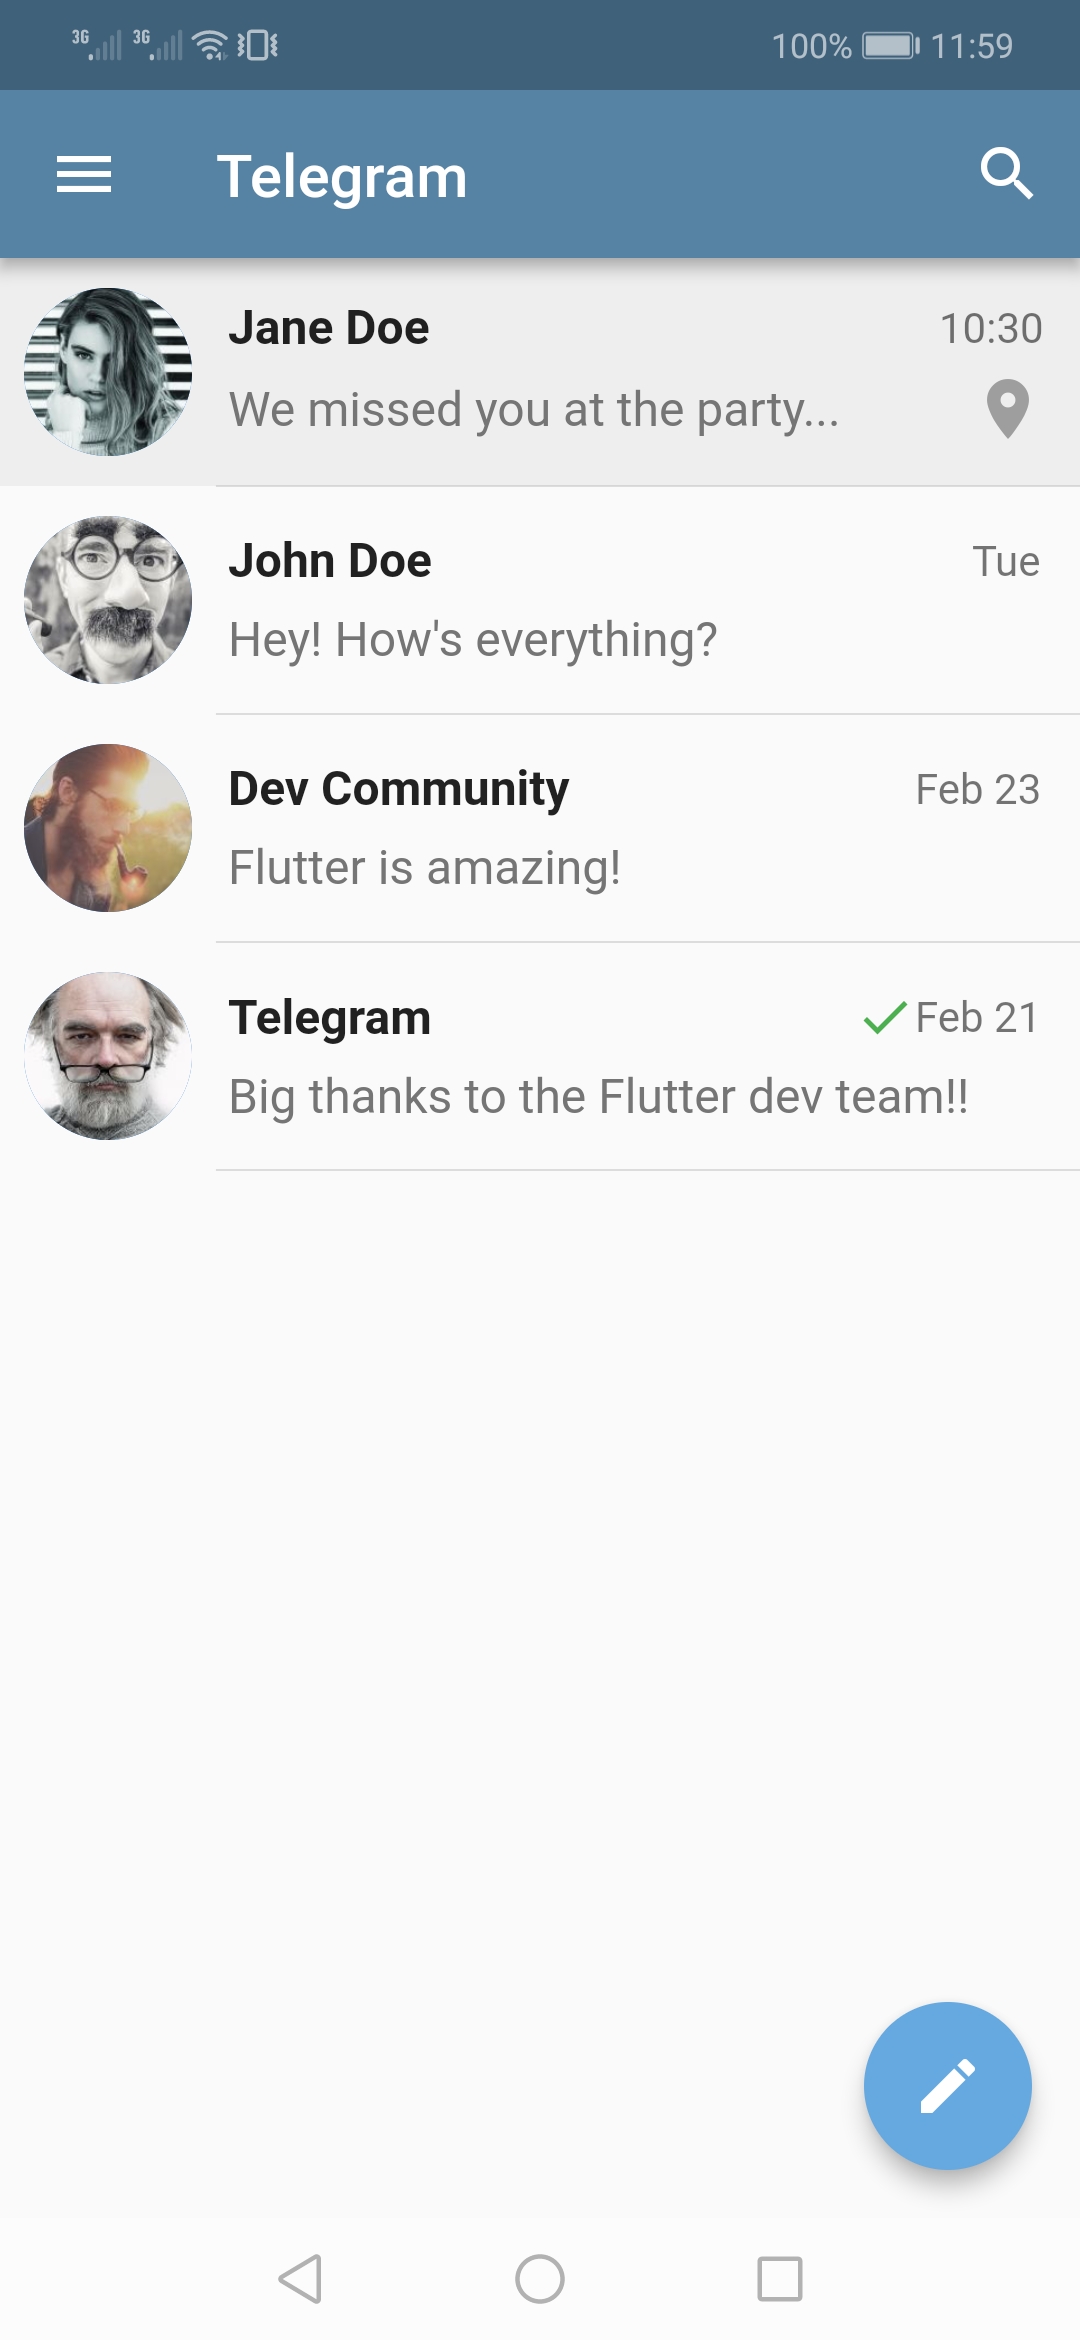 3G 3G 100% 11:59
Telegram
Jane Doe 10:30
We missed you at the party...
John Doe Tue
Hey! How's everything?
Dev Community Feb 23
Flutter is amazing!
Telegram Feb 21
Big thanks to the Flutter dev team!!